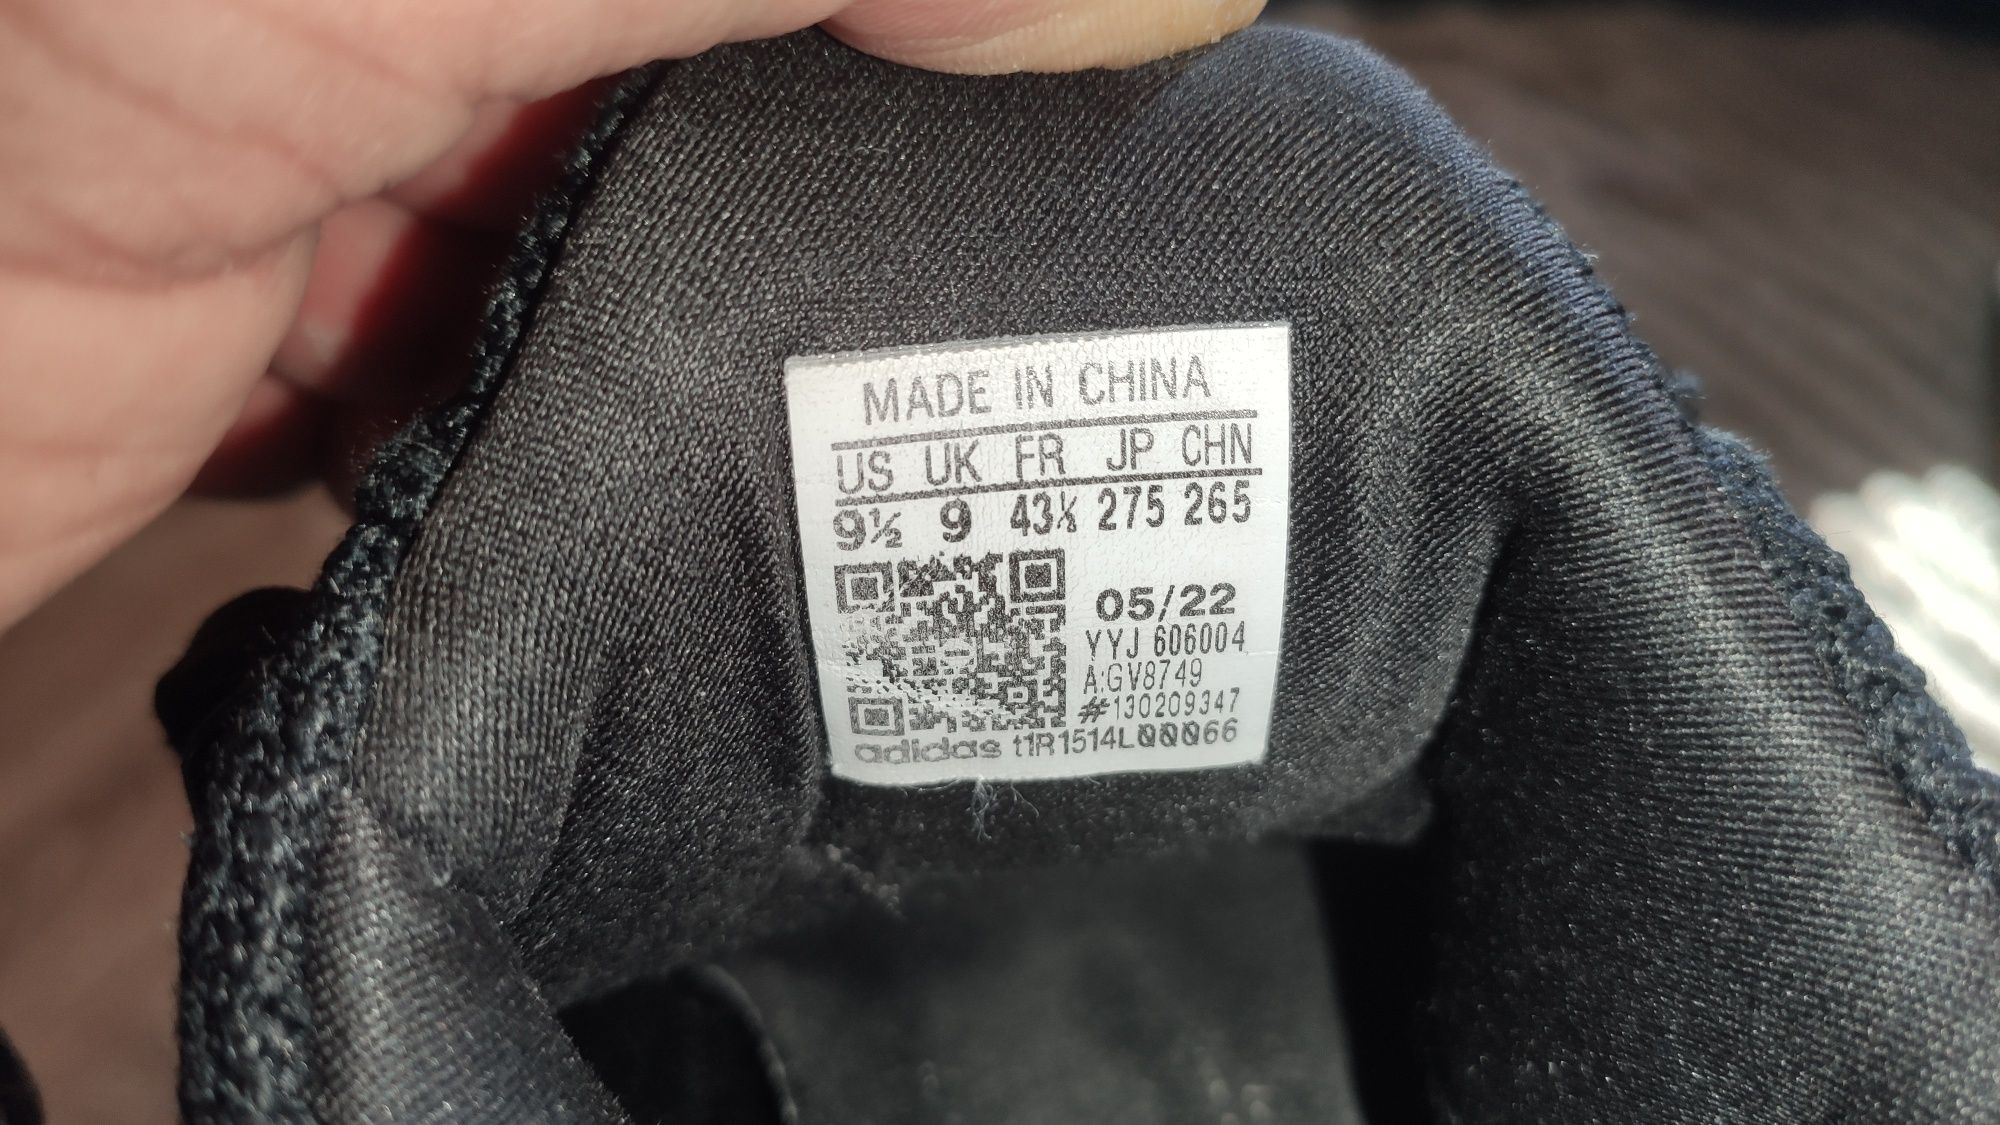 MADE IN CHINA
US UK FR JP CHN
9½ 9 43⅓ 275 265
05/22
YYJ 606004
A:GV8749
#130209347
adidas t1R1514L00066